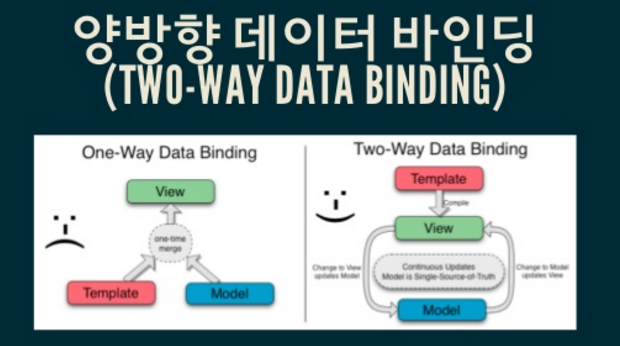 양방향 데이터 바인딩
(TWO-WAY DATA BINDING)
One-Way Data Binding
View
one-time
merge
Template
Model
Two-Way Data Binding
Template
Compile
View
Change to View
updates Model
Continuous Updates
Model is Single-Source-of-Truth
Change to Model
updates View
Model